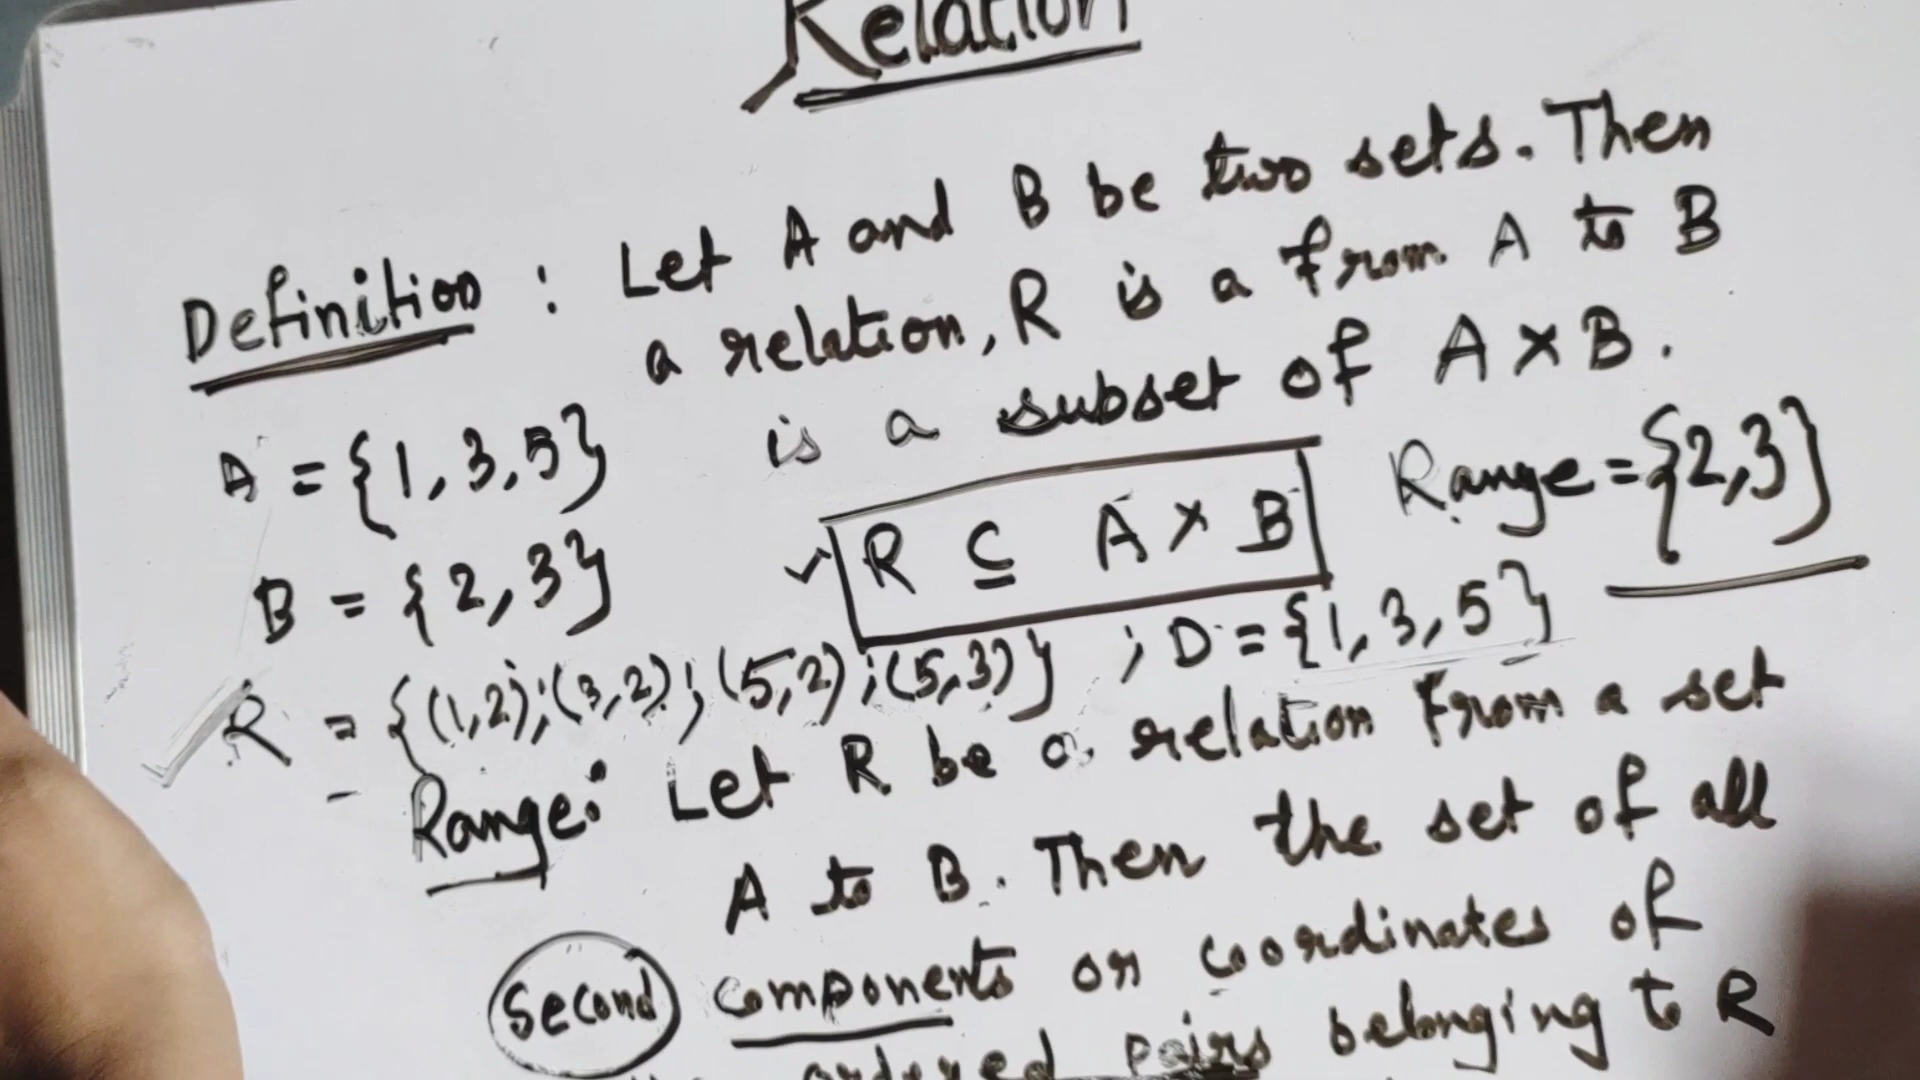 Relation
Definition : Let A and B be two sets. Then
a relation, R is a from A to B
is a subset of A × B.
A = {1, 3, 5}
B = {2, 3}
R ⊆ A × B
Range = {2,3}
R = {(1,2);(3,2);(5,2);(5,3)} ; D = {1, 3, 5}
Range: Let R be a relation from a set
A to B. Then the set of all
second components or coordinates of
ordered pairs belonging to R